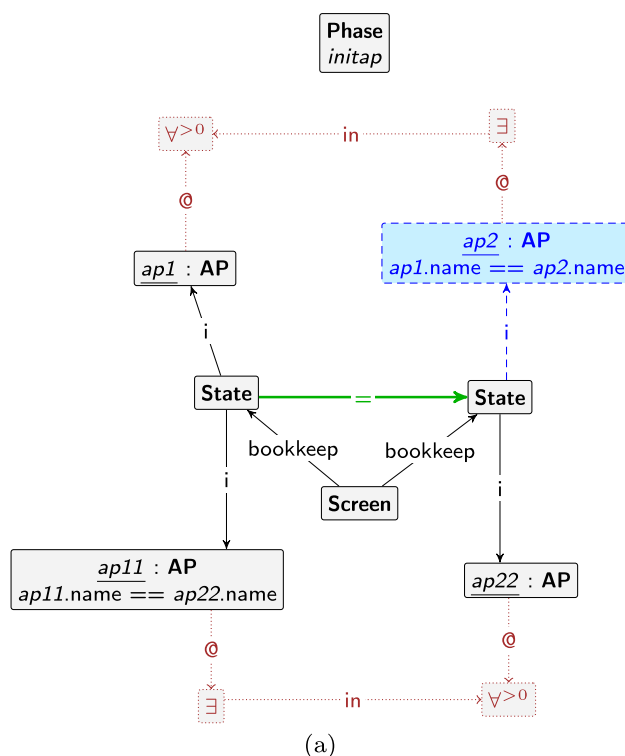 Phase
initap
∀>0
in
∃
@
@
ap1 : AP
ap2 : AP
ap1.name == ap2.name
i
i
State
=
State
bookkeep
bookkeep
i
i
Screen
ap11 : AP
ap11.name == ap22.name
ap22 : AP
@
@
∃
in
∀>0
(a)